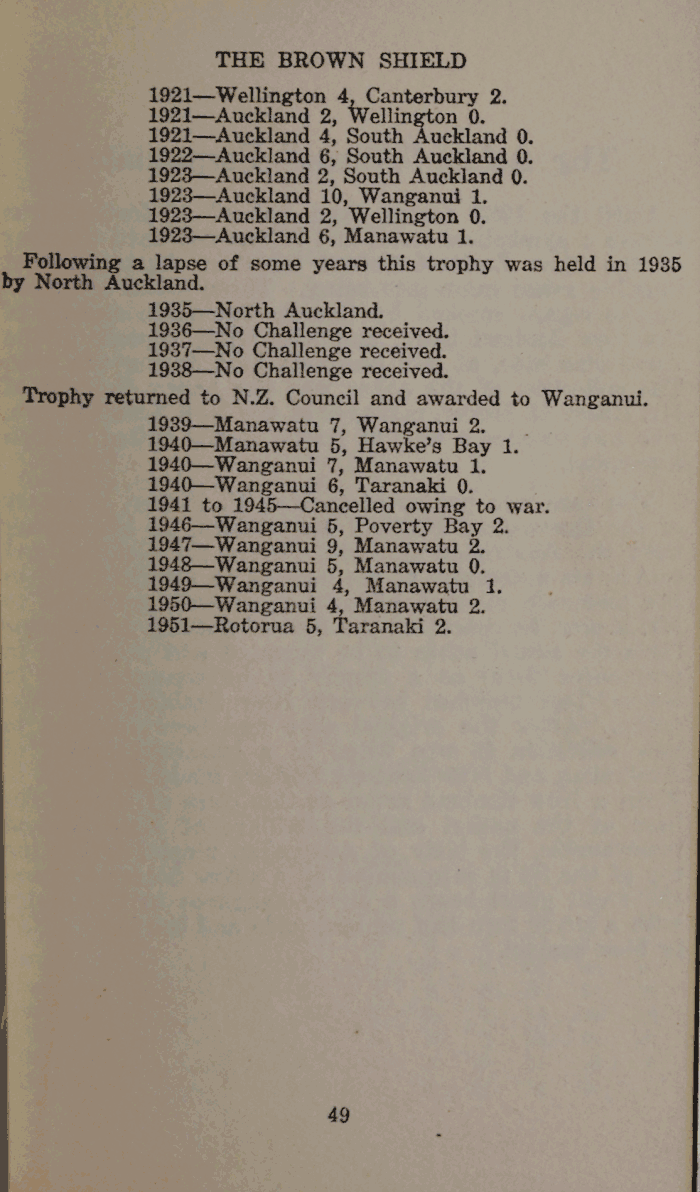 THE BROWN SHIELD
1921—Wellington 4, Canterbury 2.
1921—Auckland 2, Wellington 0.
1921—Auckland 4, South Auckland 0.
1922—Auckland 6, South Auckland 0.
1923—Auckland 2, South Auckland 0.
1923—Auckland 10, Wanganui 1.
1923—Auckland 2, Wellington 0.
1923—Auckland 6, Manawatu 1.
Following a lapse of some years this trophy was held in 1935
by North Auckland.
1935—North Auckland.
1936—No Challenge received.
1937—No Challenge received.
1938—No Challenge received.
Trophy returned to N.Z. Council and awarded to Wanganui.
1939—Manawatu 7, Wanganui 2.
1940—Manawatu 5, Hawke's Bay 1.
1940—Wanganui 7, Manawatu 1.
1940—Wanganui 6, Taranaki 0.
1941 to 1945—Cancelled owing to war.
1946—Wanganui 5, Poverty Bay 2.
1947—Wanganui 9, Manawatu 2.
1948—Wanganui 5, Manawatu 0.
1949—Wanganui 4, Manawatu 1.
1950—Wanganui 4, Manawatu 2.
1951—Rotorua 5, Taranaki 2.
49